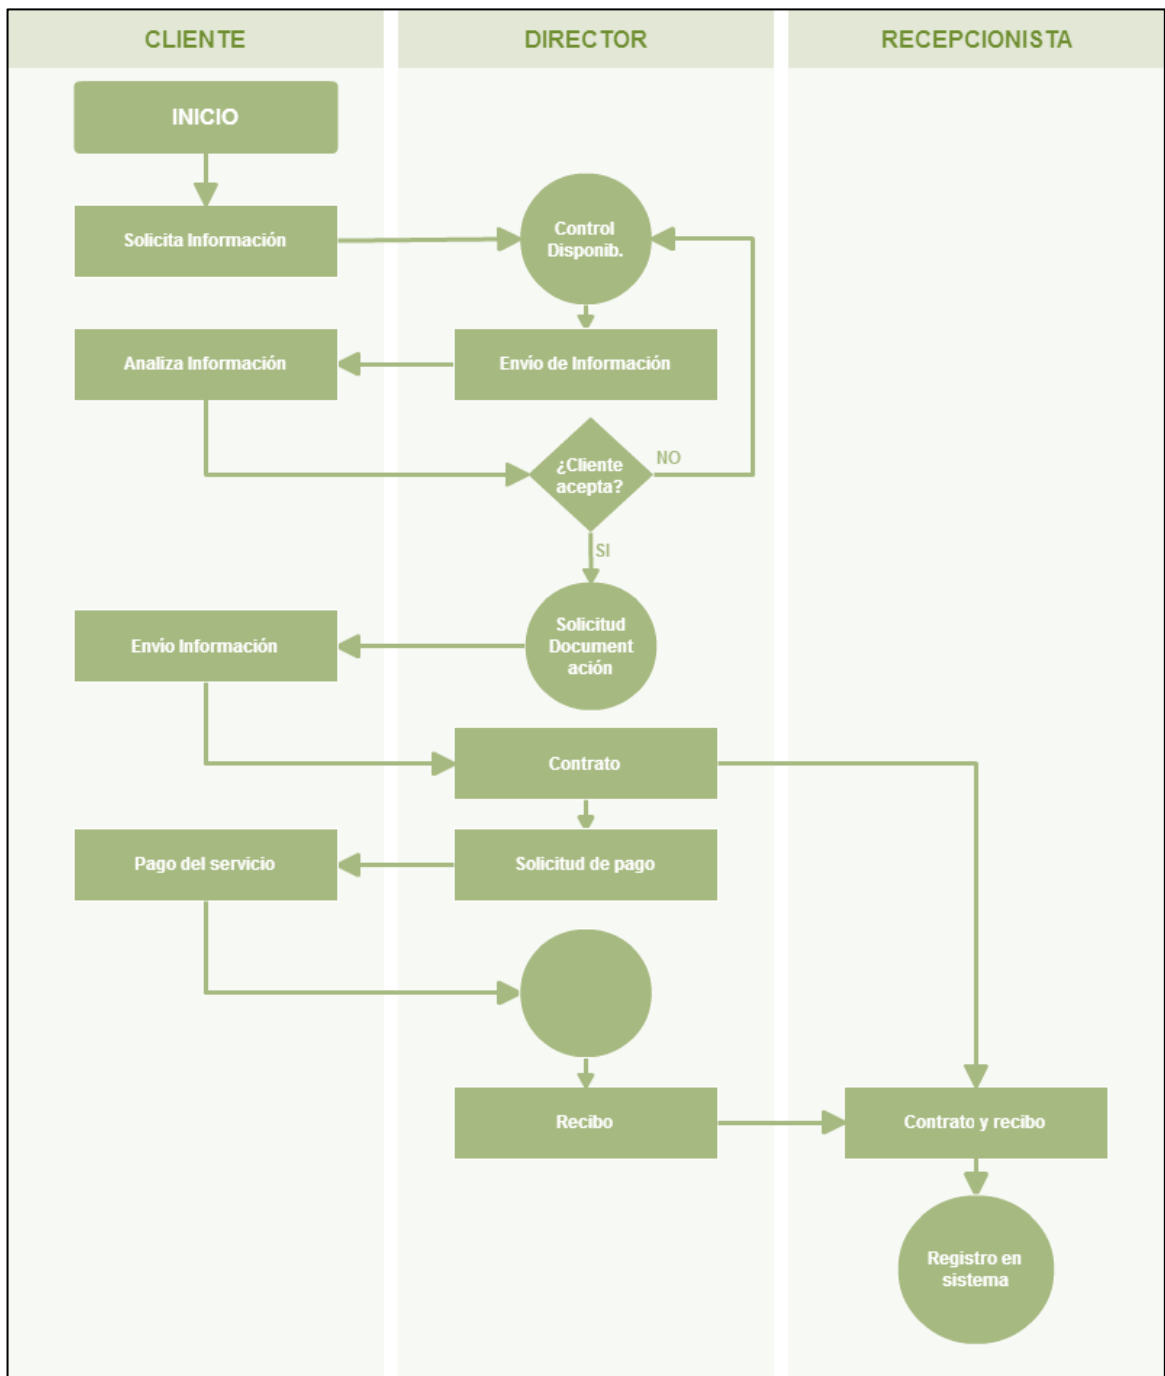 CLIENTE
DIRECTOR
RECEPCIONISTA
INICIO
Solicita Información
Control
Disponib.
Analiza Información
Envío de Información
¿Cliente
acepta?
NO
SI
Envío Información
Solicitud
Document
ación
Contrato
Pago del servicio
Solicitud de pago
Recibo
Contrato y recibo
Registro en
sistema